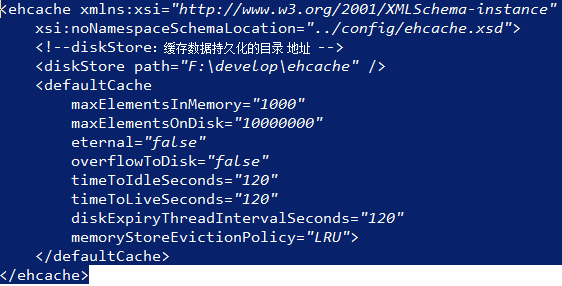 <ehcache xmlns:xsi="http://www.w3.org/2001/XMLSchema-instance"
xsi:noNamespaceSchemaLocation="../config/ehcache.xsd">
<!--diskStore：缓存数据持久化的目录 地址 -->
<diskStore path="F:\develop\ehcache" />
<defaultCache
maxElementsInMemory="1000"
maxElementsOnDisk="10000000"
eternal="false"
overflowToDisk="false"
timeToIdleSeconds="120"
timeToLiveSeconds="120"
diskExpiryThreadIntervalSeconds="120"
memoryStoreEvictionPolicy="LRU">
</defaultCache>
</ehcache>